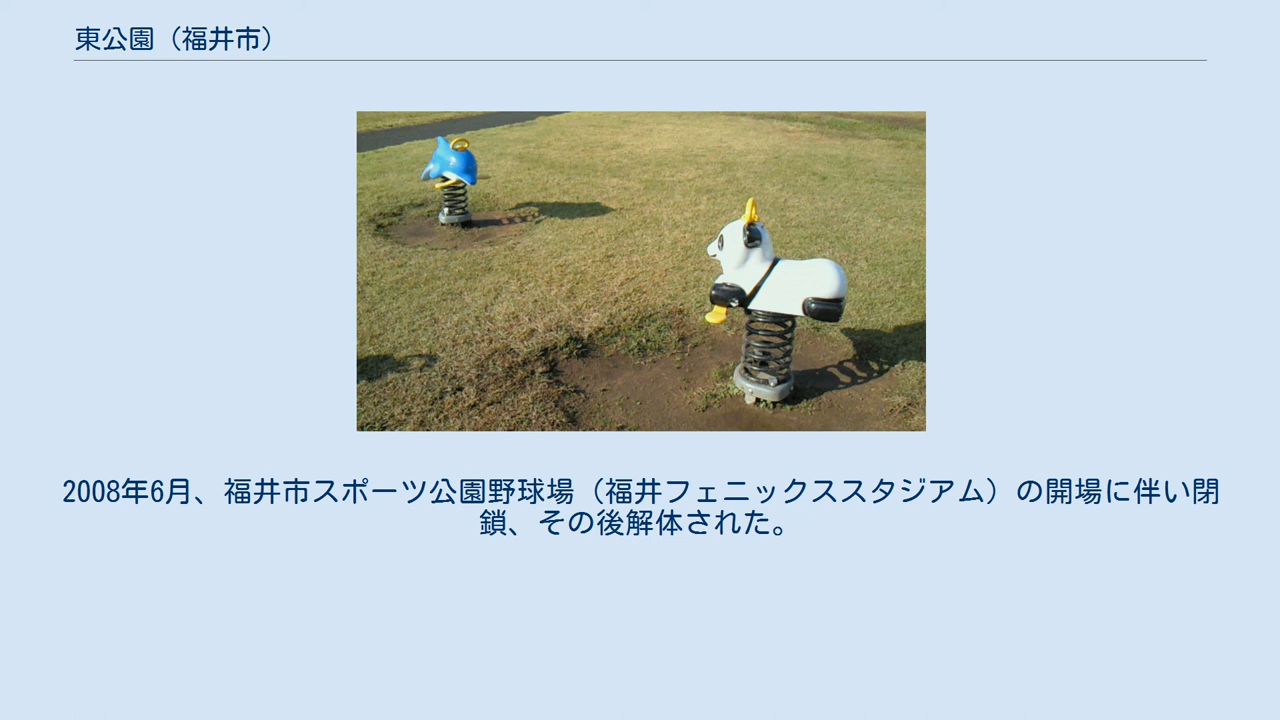 東公園（福井市）
2008年6月、福井市スポーツ公園野球場（福井フェニックススタジアム）の開場に伴い閉
鎖、その後解体された。